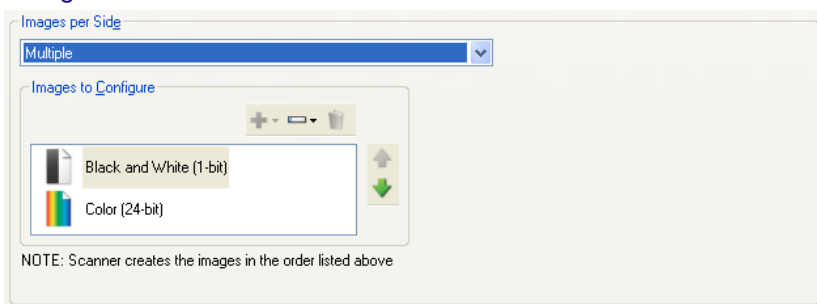 Images per Side
Multiple
Images to Configure
Black and White (1-bit)
Color (24-bit)
NOTE: Scanner creates the images in the order listed above